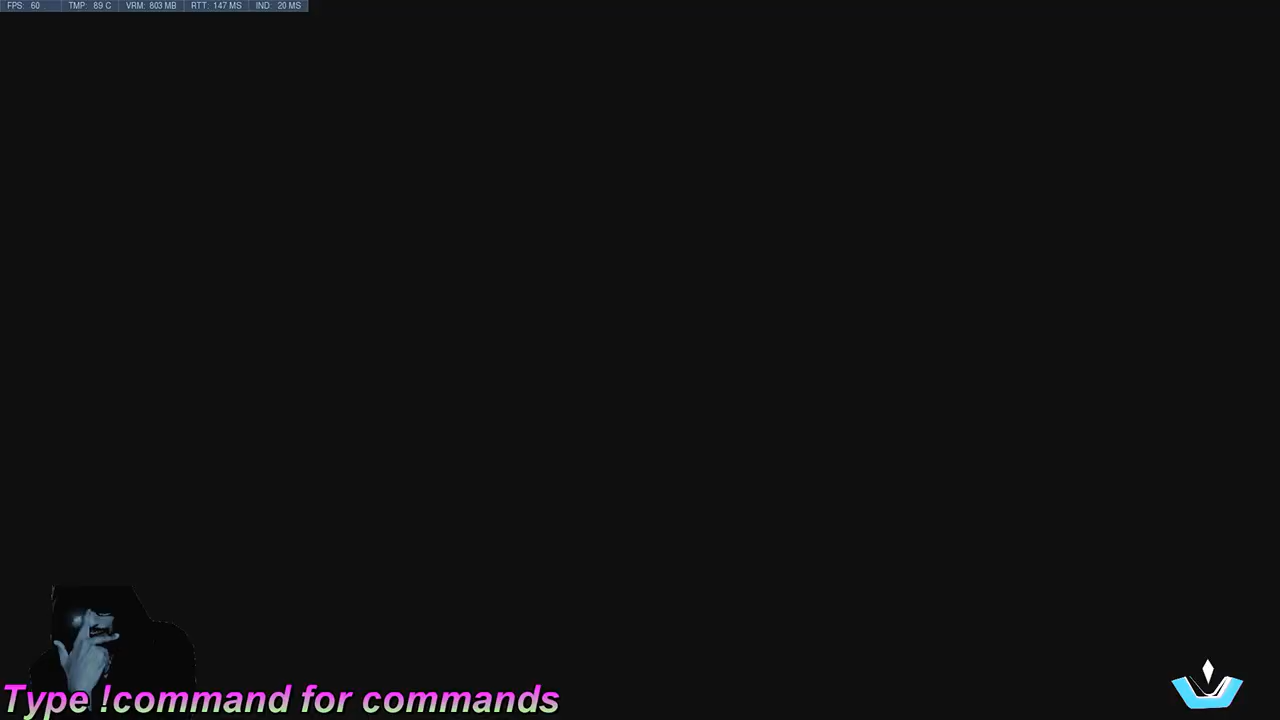 FPS: 60 TMP: 89 C VRM: 803 MB RTT: 147 MS IND: 20 MS
Type !command for commands